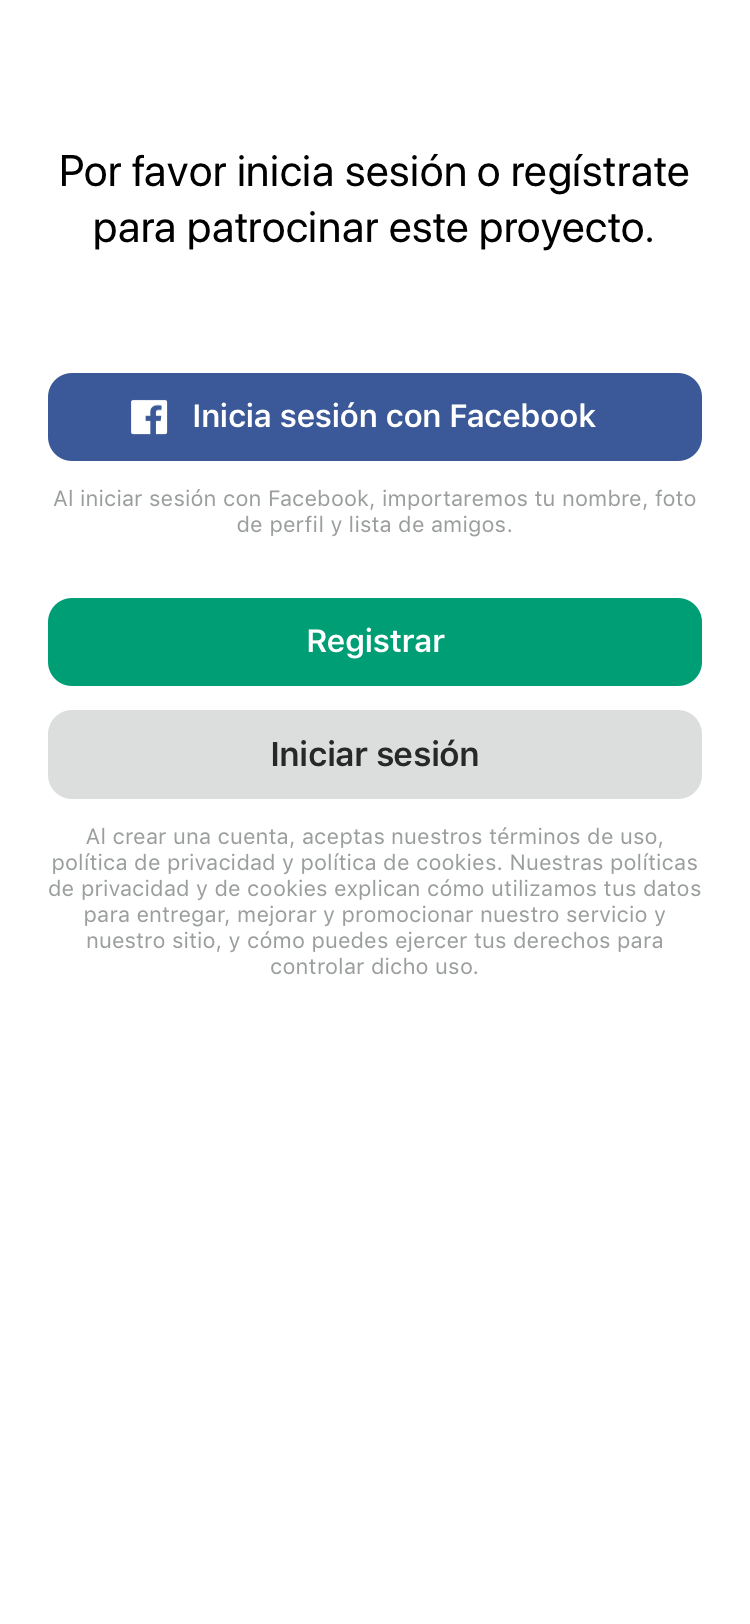 Por favor inicia sesión o regístrate
para patrocinar este proyecto.
Inicia sesión con Facebook
Al iniciar sesión con Facebook, importaremos tu nombre, foto
de perfil y lista de amigos.
Registrar
Iniciar sesión
Al crear una cuenta, aceptas nuestros términos de uso,
política de privacidad y política de cookies. Nuestras políticas
de privacidad y de cookies explican cómo utilizamos tus datos
para entregar, mejorar y promocionar nuestro servicio y
nuestro sitio, y cómo puedes ejercer tus derechos para
controlar dicho uso.